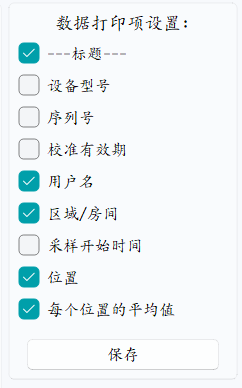 数据打印项设置：
---标题---
设备型号
序列号
校准有效期
用户名
区域/房间
采样开始时间
位置
每个位置的平均值
保存